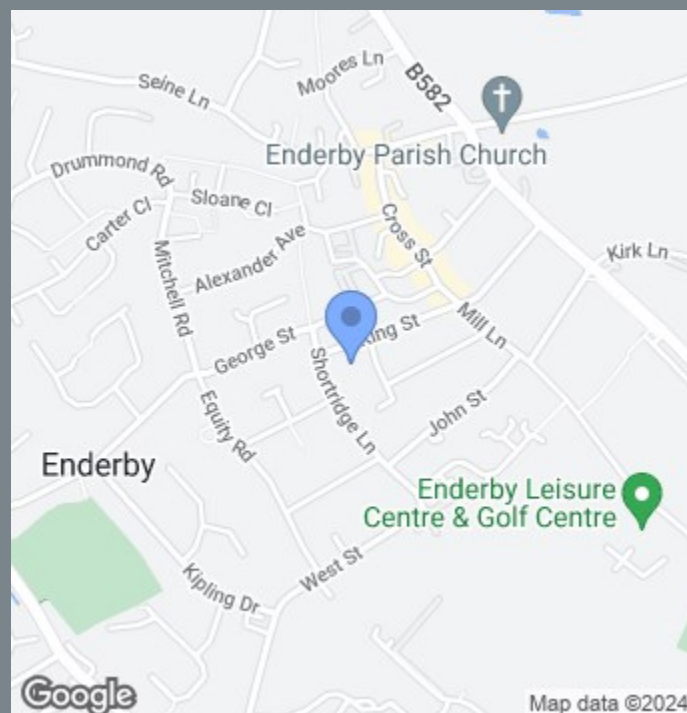 Moores Ln
B582
Seine Ln
Enderby Parish Church
Drummond Rd
Sloane Cl
Carter Cl
Cross St
Alexander Ave
Mitchell Rd
Kirk Ln
Mill Ln
King St
George St
Shortridge Ln
Equity Rd
John St
Enderby
Enderby Leisure
Centre & Golf Centre
West St
Kipling Dr
Google
Map data ©2024